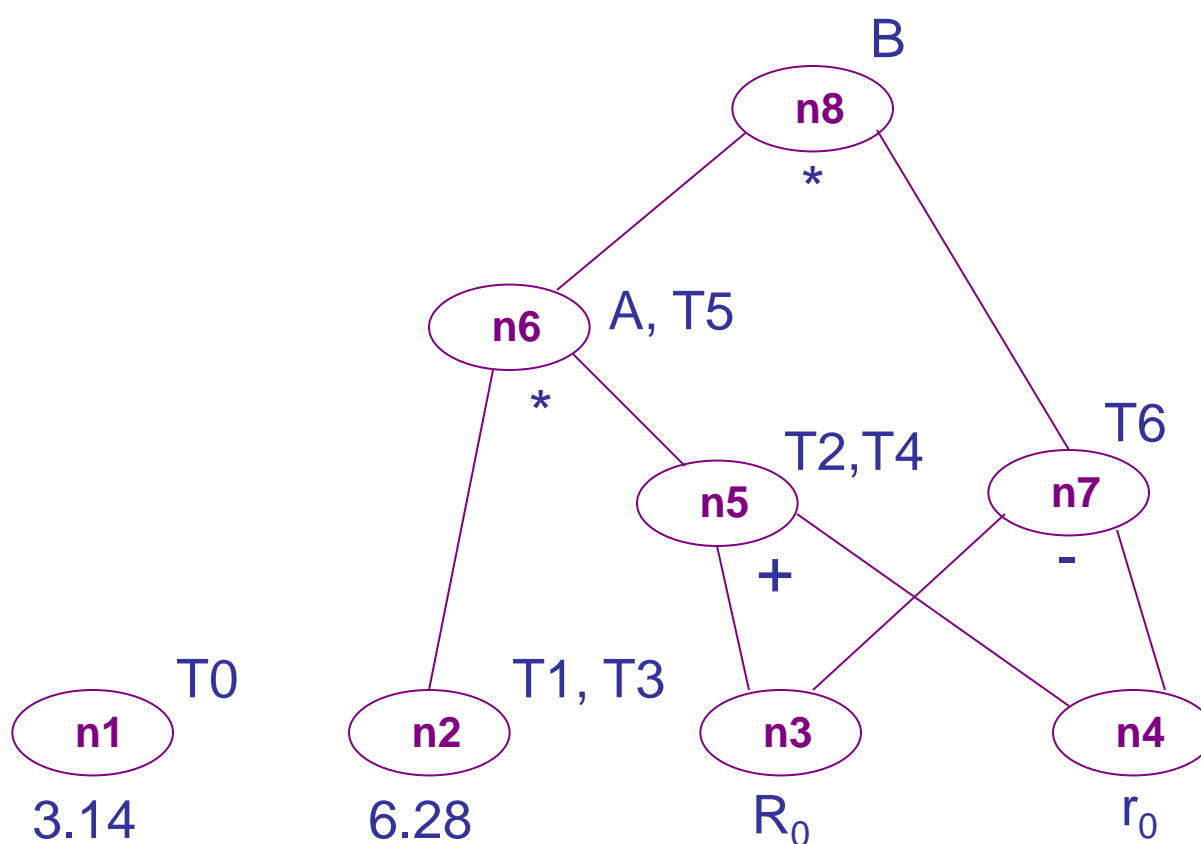 B
n8
*
n6 A, T5
*
T2,T4 T6
n5 n7
+ -
T0 T1, T3
n1 n2 n3 n4
3.14 6.28 R₀ r₀